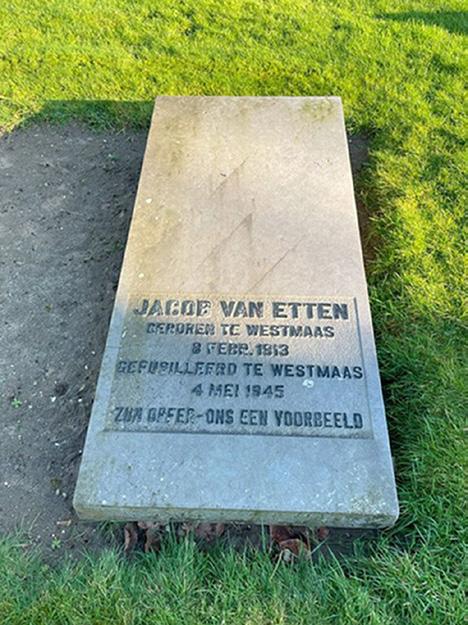 JACOB VAN ETTEN
GEBOREN TE WESTMAAS
8 FEBR. 1913
GEFUSILLEERD TE WESTMAAS
4 MEI 1945
ZIJN OFFER-ONS EEN VOORBEELD